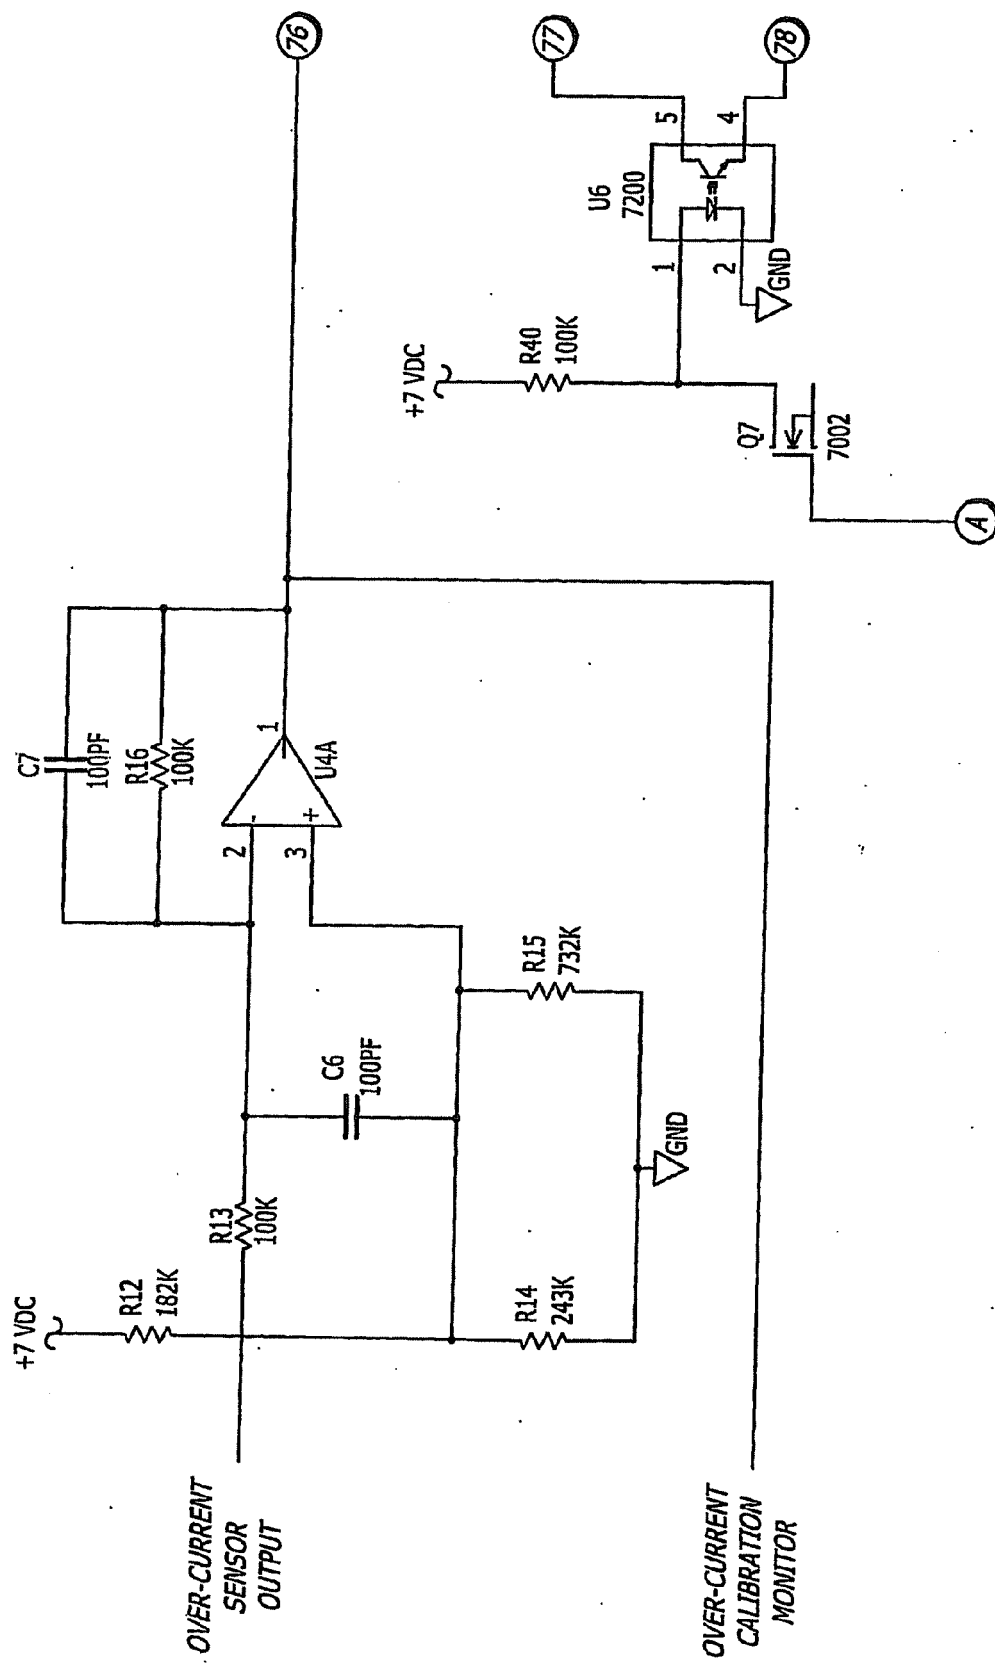 +7 VDC
R12
182K
OVER-CURRENT
SENSOR
OUTPUT
R13
100K
C7
100PF
R16
100K
2
-
3
+
1
U4A
76
C6
100PF
R14
243K
R15
732K
GND
OVER-CURRENT
CALIBRATION
MONITOR
+7 VDC
R40
100K
Q7
7002
A
U6
7200
1
2
GND
5
4
77
78